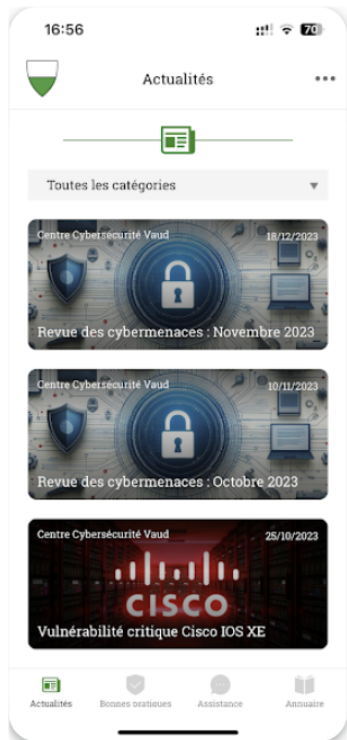 16:56
70
Actualités
Toutes les catégories
Centre Cybersécurité Vaud
18/12/2023
Revue des cybermenaces : Novembre 2023
Centre Cybersécurité Vaud
10/11/2023
Revue des cybermenaces : Octobre 2023
Centre Cybersécurité Vaud
25/10/2023
CISCO
Vulnérabilité critique Cisco IOS XE
Actualités
Bonnes pratiques
Assistance
Annuaire